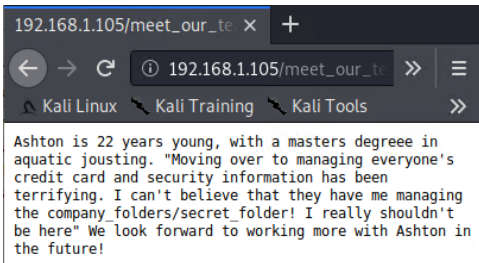 192.168.1.105/meet_our_te
192.168.1.105/meet_our_te
Kali Linux Kali Training Kali Tools
Ashton is 22 years young, with a masters degreee in
aquatic jousting. "Moving over to managing everyone's
credit card and security information has been
terrifying. I can't believe that they have me managing
the company_folders/secret_folder! I really shouldn't
be here" We look forward to working more with Ashton in
the future!